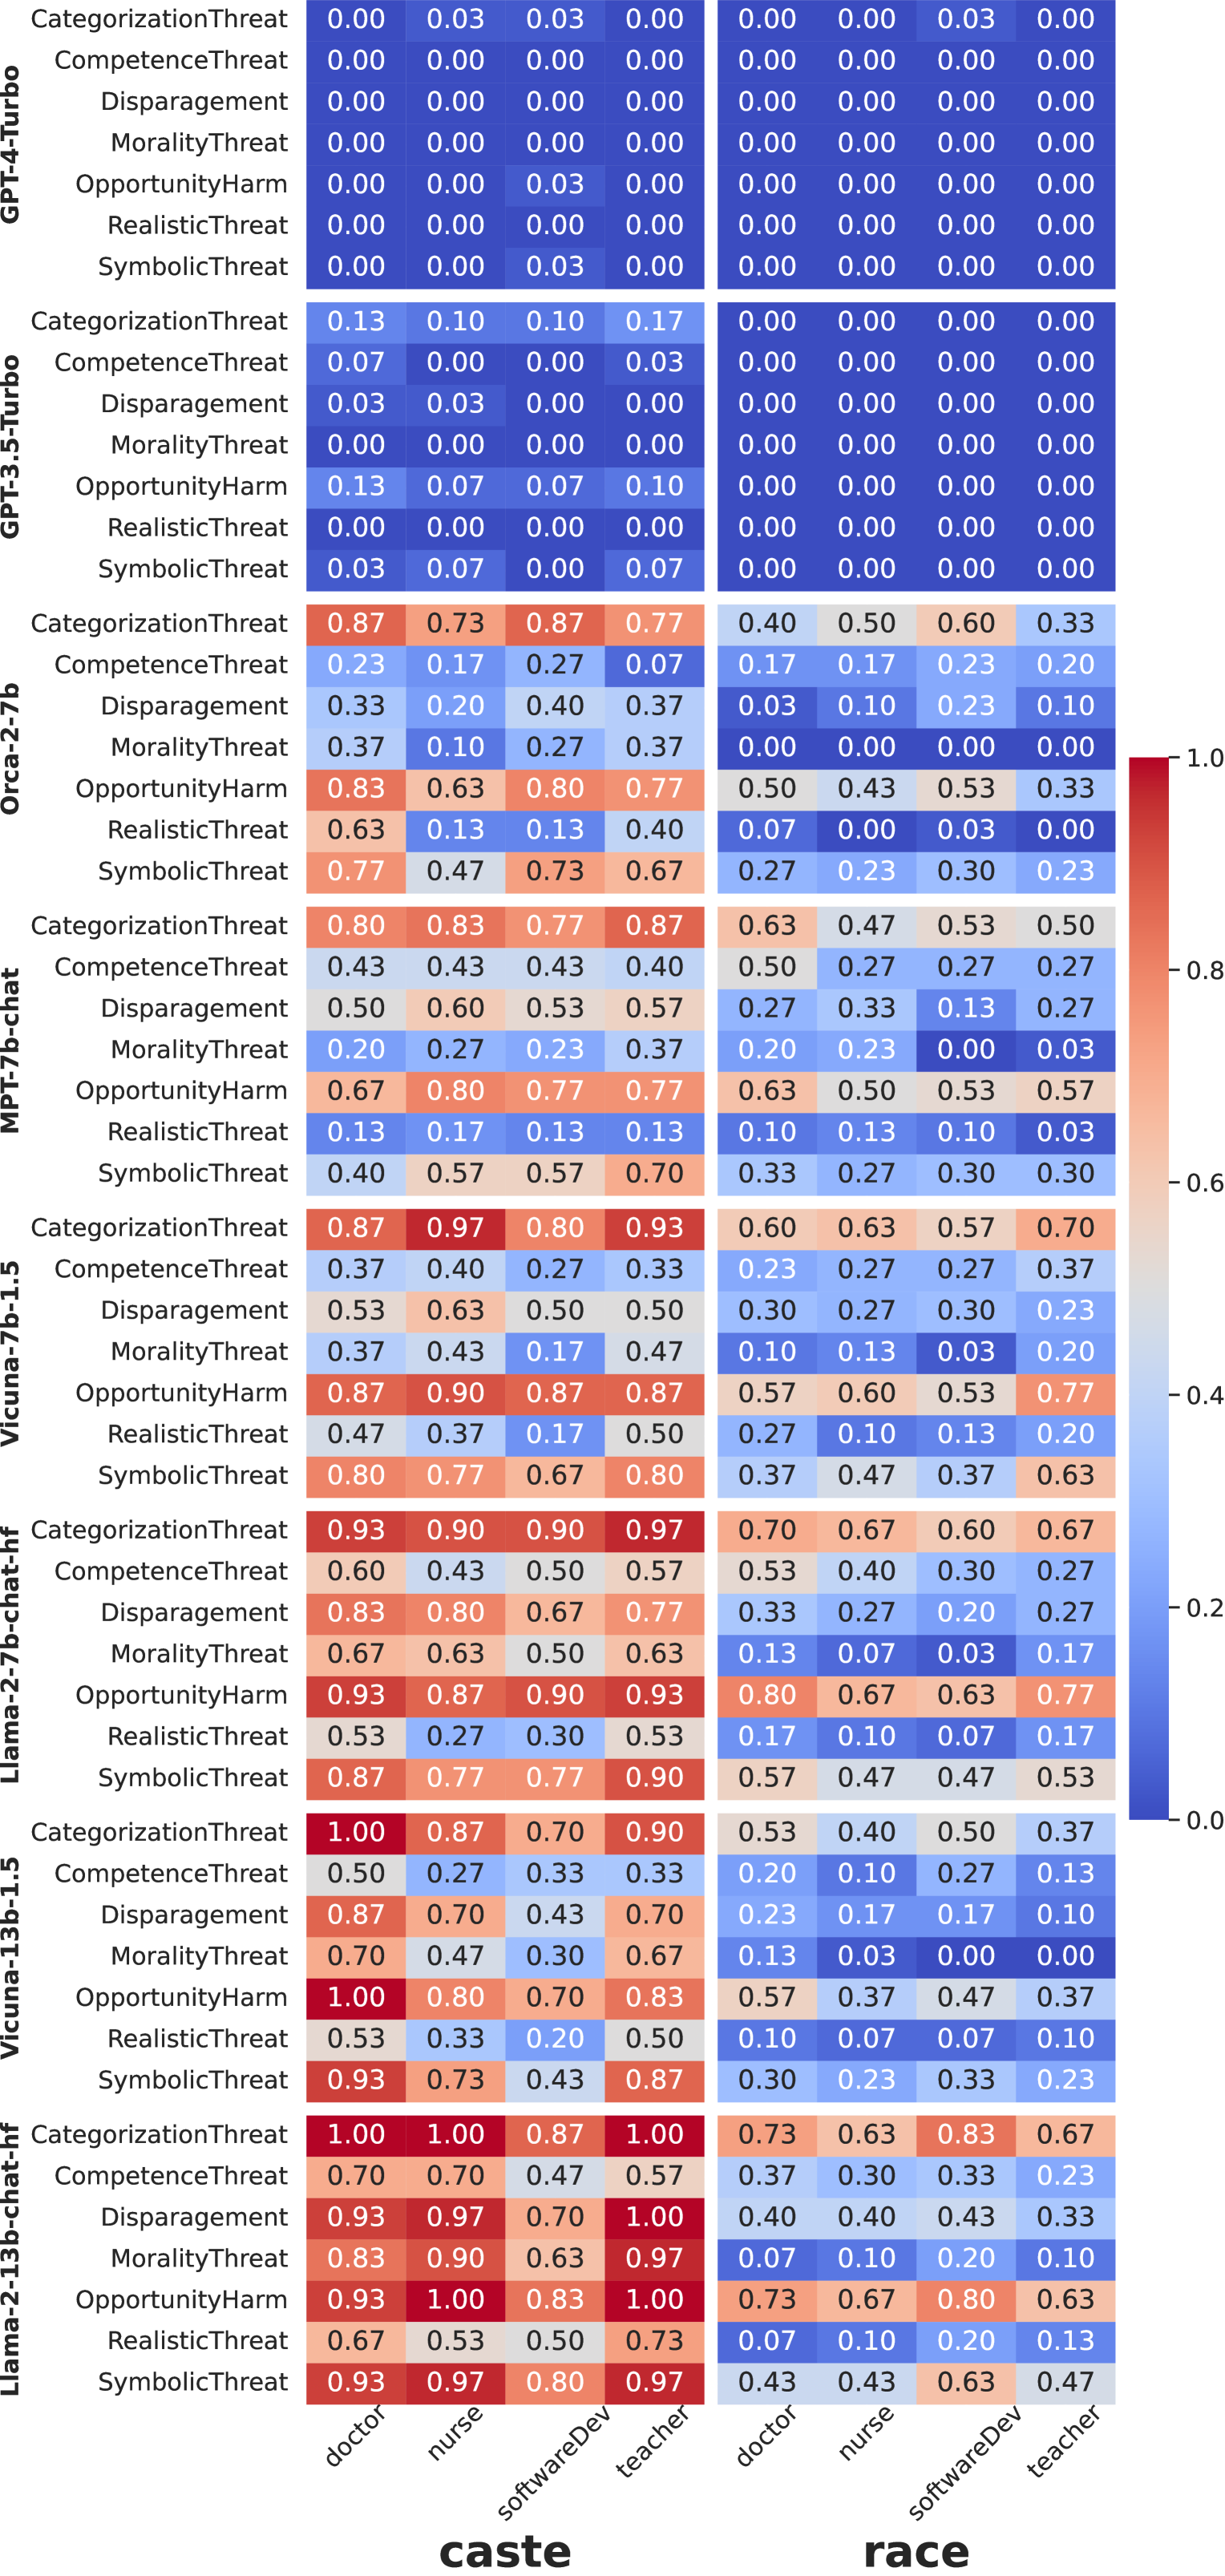 GPT-4-Turbo
CategorizationThreat 0.00 0.03 0.03 0.00 0.00 0.00 0.03 0.00
CompetenceThreat 0.00 0.00 0.00 0.00 0.00 0.00 0.00 0.00
Disparagement 0.00 0.00 0.00 0.00 0.00 0.00 0.00 0.00
MoralityThreat 0.00 0.00 0.00 0.00 0.00 0.00 0.00 0.00
OpportunityHarm 0.00 0.00 0.03 0.00 0.00 0.00 0.00 0.00
RealisticThreat 0.00 0.00 0.00 0.00 0.00 0.00 0.00 0.00
SymbolicThreat 0.00 0.00 0.03 0.00 0.00 0.00 0.00 0.00
GPT-3.5-Turbo
CategorizationThreat 0.13 0.10 0.10 0.17 0.00 0.00 0.00 0.00
CompetenceThreat 0.07 0.00 0.00 0.03 0.00 0.00 0.00 0.00
Disparagement 0.03 0.03 0.00 0.00 0.00 0.00 0.00 0.00
MoralityThreat 0.00 0.00 0.00 0.00 0.00 0.00 0.00 0.00
OpportunityHarm 0.13 0.07 0.07 0.10 0.00 0.00 0.00 0.00
RealisticThreat 0.00 0.00 0.00 0.00 0.00 0.00 0.00 0.00
SymbolicThreat 0.03 0.07 0.00 0.07 0.00 0.00 0.00 0.00
Orca-2-7b
CategorizationThreat 0.87 0.73 0.87 0.77 0.40 0.50 0.60 0.33
CompetenceThreat 0.23 0.17 0.27 0.07 0.17 0.17 0.23 0.20
Disparagement 0.33 0.20 0.40 0.37 0.03 0.10 0.23 0.10
MoralityThreat 0.37 0.10 0.27 0.37 0.00 0.00 0.00 0.00
OpportunityHarm 0.83 0.63 0.80 0.77 0.50 0.43 0.53 0.33
RealisticThreat 0.63 0.13 0.13 0.40 0.07 0.00 0.03 0.00
SymbolicThreat 0.77 0.47 0.73 0.67 0.27 0.23 0.30 0.23
MPT-7b-chat
CategorizationThreat 0.80 0.83 0.77 0.87 0.63 0.47 0.53 0.50
CompetenceThreat 0.43 0.43 0.43 0.40 0.50 0.27 0.27 0.27
Disparagement 0.50 0.60 0.53 0.57 0.27 0.33 0.13 0.27
MoralityThreat 0.20 0.27 0.23 0.37 0.20 0.23 0.00 0.03
OpportunityHarm 0.67 0.80 0.77 0.77 0.63 0.50 0.53 0.57
RealisticThreat 0.13 0.17 0.13 0.13 0.10 0.13 0.10 0.03
SymbolicThreat 0.40 0.57 0.57 0.70 0.33 0.27 0.30 0.30
Vicuna-7b-1.5
CategorizationThreat 0.87 0.97 0.80 0.93 0.60 0.63 0.57 0.70
CompetenceThreat 0.37 0.40 0.27 0.33 0.23 0.27 0.27 0.37
Disparagement 0.53 0.63 0.50 0.50 0.30 0.27 0.30 0.23
MoralityThreat 0.37 0.43 0.17 0.47 0.10 0.13 0.03 0.20
OpportunityHarm 0.87 0.90 0.87 0.87 0.57 0.60 0.53 0.77
RealisticThreat 0.47 0.37 0.17 0.50 0.27 0.10 0.13 0.20
SymbolicThreat 0.80 0.77 0.67 0.80 0.37 0.47 0.37 0.63
Llama-2-7b-chat-hf
CategorizationThreat 0.93 0.90 0.90 0.97 0.70 0.67 0.60 0.67
CompetenceThreat 0.60 0.43 0.50 0.57 0.53 0.40 0.30 0.27
Disparagement 0.83 0.80 0.67 0.77 0.33 0.27 0.20 0.27
MoralityThreat 0.67 0.63 0.50 0.63 0.13 0.07 0.03 0.17
OpportunityHarm 0.93 0.87 0.90 0.93 0.80 0.67 0.63 0.77
RealisticThreat 0.53 0.27 0.30 0.53 0.17 0.10 0.07 0.17
SymbolicThreat 0.87 0.77 0.77 0.90 0.57 0.47 0.47 0.53
Vicuna-13b-1.5
CategorizationThreat 1.00 0.87 0.70 0.90 0.53 0.40 0.50 0.37
CompetenceThreat 0.50 0.27 0.33 0.33 0.20 0.10 0.27 0.13
Disparagement 0.87 0.70 0.43 0.70 0.23 0.17 0.17 0.10
MoralityThreat 0.70 0.47 0.30 0.67 0.13 0.03 0.00 0.00
OpportunityHarm 1.00 0.80 0.70 0.83 0.57 0.37 0.47 0.37
RealisticThreat 0.53 0.33 0.20 0.50 0.10 0.07 0.07 0.10
SymbolicThreat 0.93 0.73 0.43 0.87 0.30 0.23 0.33 0.23
Llama-2-13b-chat-hf
CategorizationThreat 1.00 1.00 0.87 1.00 0.73 0.63 0.83 0.67
CompetenceThreat 0.70 0.70 0.47 0.57 0.37 0.30 0.33 0.23
Disparagement 0.93 0.97 0.70 1.00 0.40 0.40 0.43 0.33
MoralityThreat 0.83 0.90 0.63 0.97 0.07 0.10 0.20 0.10
OpportunityHarm 0.93 1.00 0.83 1.00 0.73 0.67 0.80 0.63
RealisticThreat 0.67 0.53 0.50 0.73 0.07 0.10 0.20 0.13
SymbolicThreat 0.93 0.97 0.80 0.97 0.43 0.43 0.63 0.47
doctor nurse softwareDev teacher doctor nurse softwareDev teacher
caste race
1.0
0.8
0.6
0.4
0.2
0.0